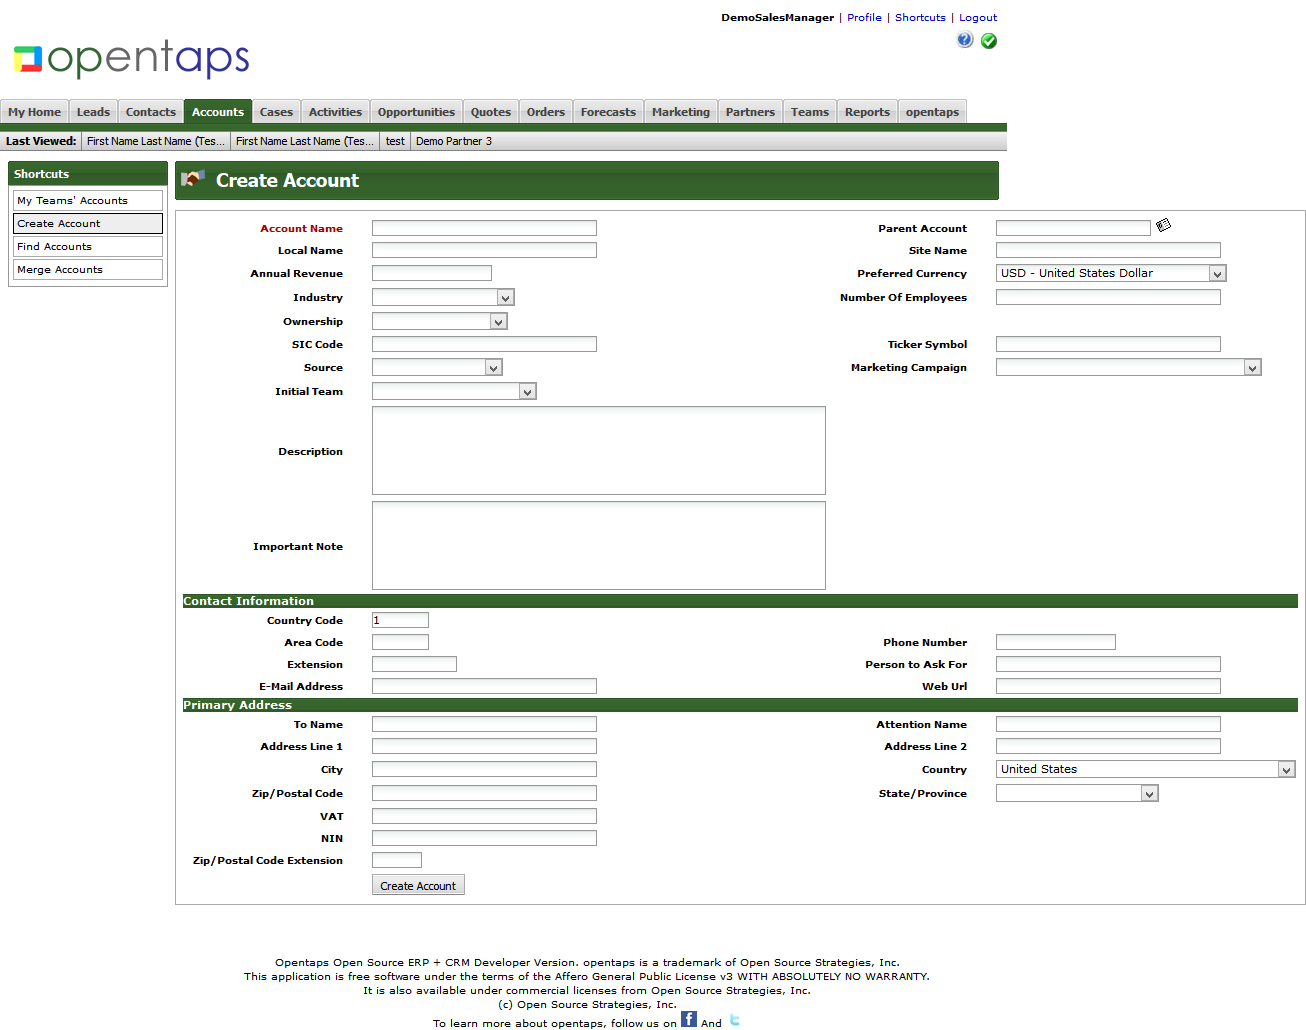 DemoSalesManager | Profile | Shortcuts | Logout
opentaps
My Home Leads Contacts Accounts Cases Activities Opportunities Quotes Orders Forecasts Marketing Partners Teams Reports opentaps
Last Viewed: First Name Last Name (Tes... First Name Last Name (Tes... test Demo Partner 3
Shortcuts
My Teams' Accounts
Create Account
Find Accounts
Merge Accounts
Create Account
Account Name Parent Account
Local Name Site Name
Annual Revenue Preferred Currency USD - United States Dollar
Industry Number Of Employees
Ownership
SIC Code Ticker Symbol
Source Marketing Campaign
Initial Team
Description
Important Note
Contact Information
Country Code 1
Area Code Phone Number
Extension Person to Ask For
E-Mail Address Web Url
Primary Address
To Name Attention Name
Address Line 1 Address Line 2
City Country United States
Zip/Postal Code State/Province
VAT
NIN
Zip/Postal Code Extension
Create Account
Opentaps Open Source ERP + CRM Developer Version. opentaps is a trademark of Open Source Strategies, Inc.
This application is free software under the terms of the Affero General Public License v3 WITH ABSOLUTELY NO WARRANTY.
It is also available under commercial licenses from Open Source Strategies, Inc.
(c) Open Source Strategies, Inc.
To learn more about opentaps, follow us on f And t